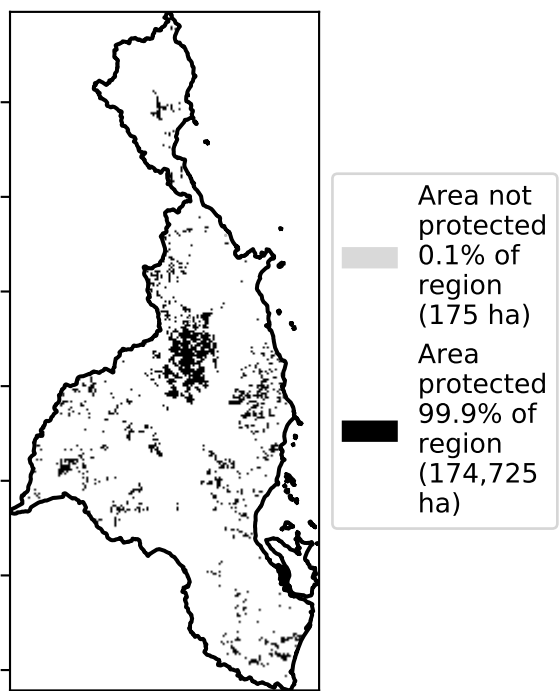 Area not
protected
0.1% of
region
(175 ha)
Area
protected
99.9% of
region
(174,725
ha)